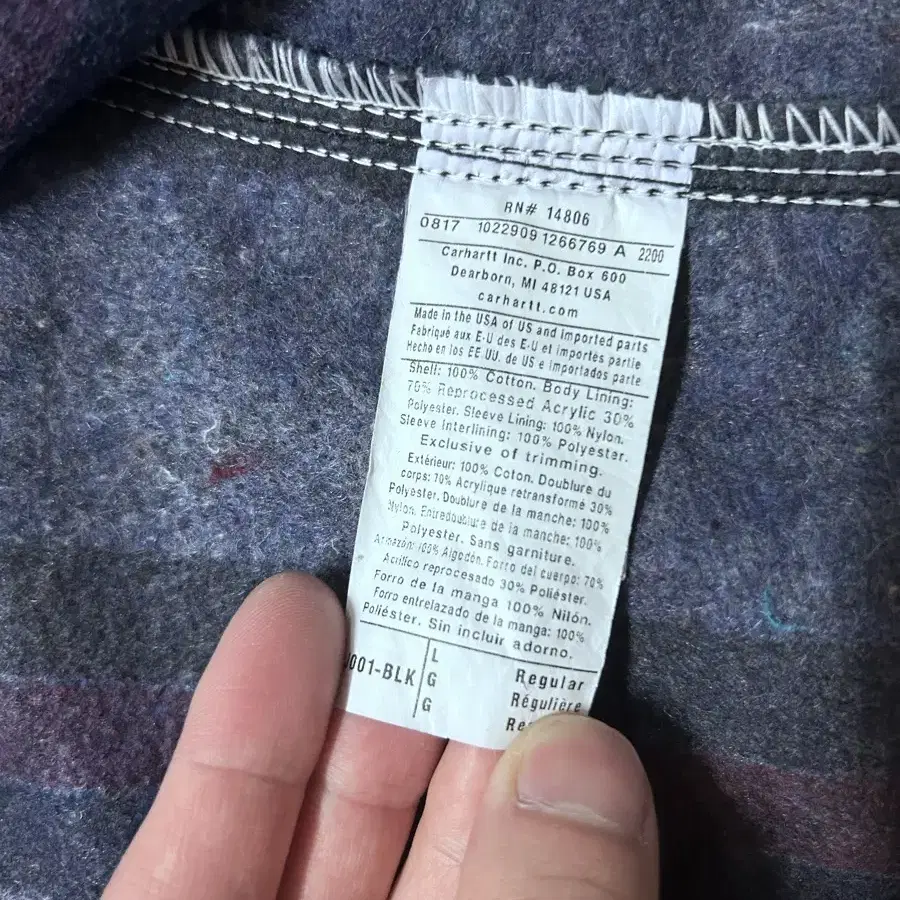 RN# 14806
0817 1022909 1266769 A 2200
Carhartt Inc. P.O. Box 600
Dearborn, MI 48121 USA
carhartt.com
Made in the USA of US and Imported parts
Fabriqué aux E-U des E-U et importés partie
Hecho en los EE UU. de US e importados parte
Shell: 100% Cotton. Body Lining:
70% Reprocessed Acrylic 30%
Polyester. Sleeve Lining: 100% Nylon.
Sleeve Interlining: 100% Polyester.
Exclusive of trimming.
Extérieur: 100% Coton. Doublure du
corps: 70% Acrylique retransformé 30%
Polyester. Doublure de la manche: 100%
Nylon. Entredoublure de la manche: 100%
Polyester. Sans garniture.
Armazón: 100% Algodón. Forro del cuerpo: 70%
Acrílico reprocesado 30% Poliéster.
Forro de la manga 100% Nilón.
Forro entrelazado de la manga: 100%
Poliéster. Sin incluir adorno.
001-BLK
L Regular
G Régulière
G Re